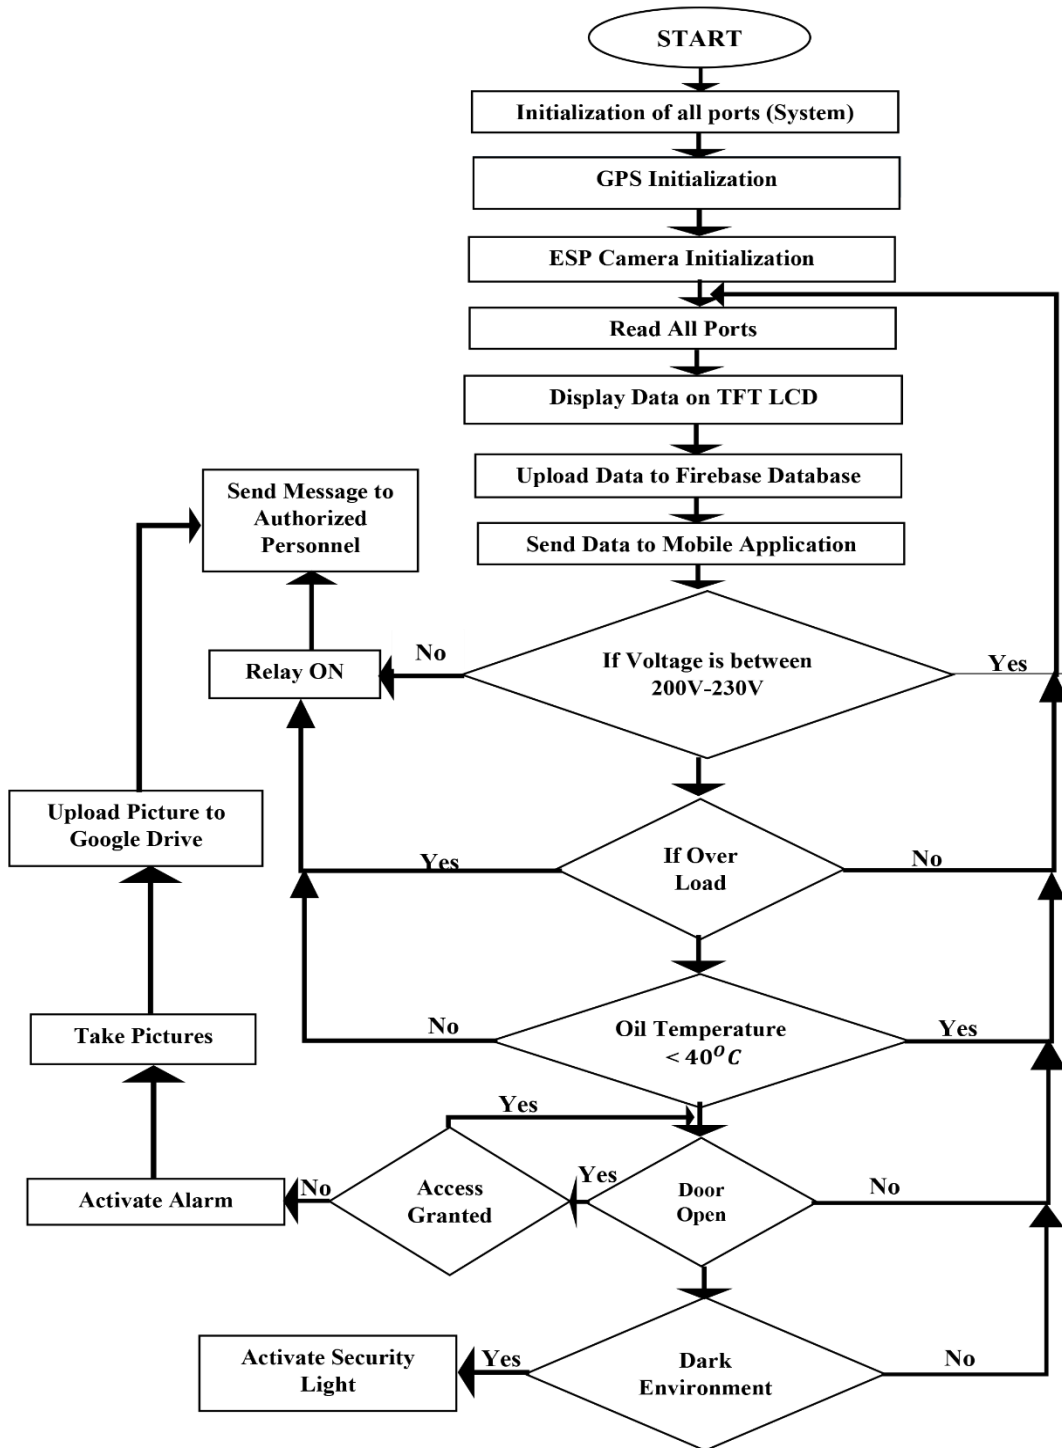 START
Initialization of all ports (System)
GPS Initialization
ESP Camera Initialization
Read All Ports
Display Data on TFT LCD
Upload Data to Firebase Database
Send Data to Mobile Application
Send Message to
Authorized
Personnel
Relay ON
No
If Voltage is between
200V-230V
Yes
Upload Picture to
Google Drive
Yes
If Over
Load
No
Take Pictures
No
Oil Temperature
< 40ᴼC
Yes
Yes
Activate Alarm
No
Access
Granted
Yes
Door
Open
No
Activate Security
Light
Yes
Dark
Environment
No